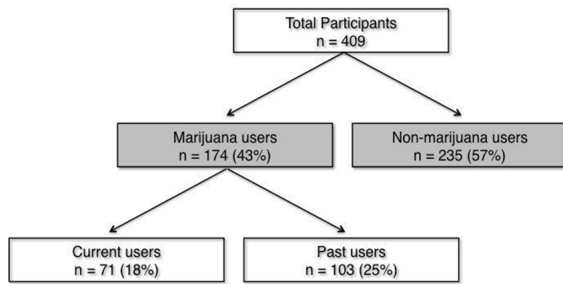 Total Participants
n = 409
Marijuana users
n = 174 (43%)
Non-marijuana users
n = 235 (57%)
Current users
n = 71 (18%)
Past users
n = 103 (25%)